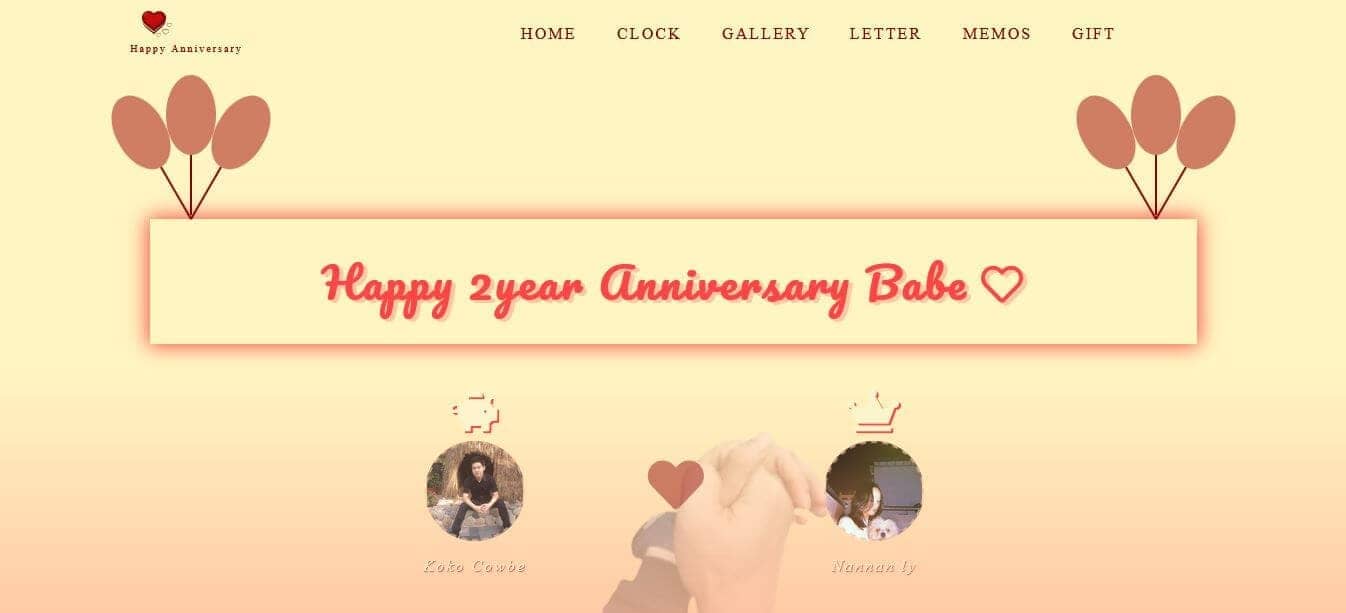 Happy Anniversary
HOME CLOCK GALLERY LETTER MEMOS GIFT
Happy 2year Anniversary Babe
Koko Cowbe
Nannan ly